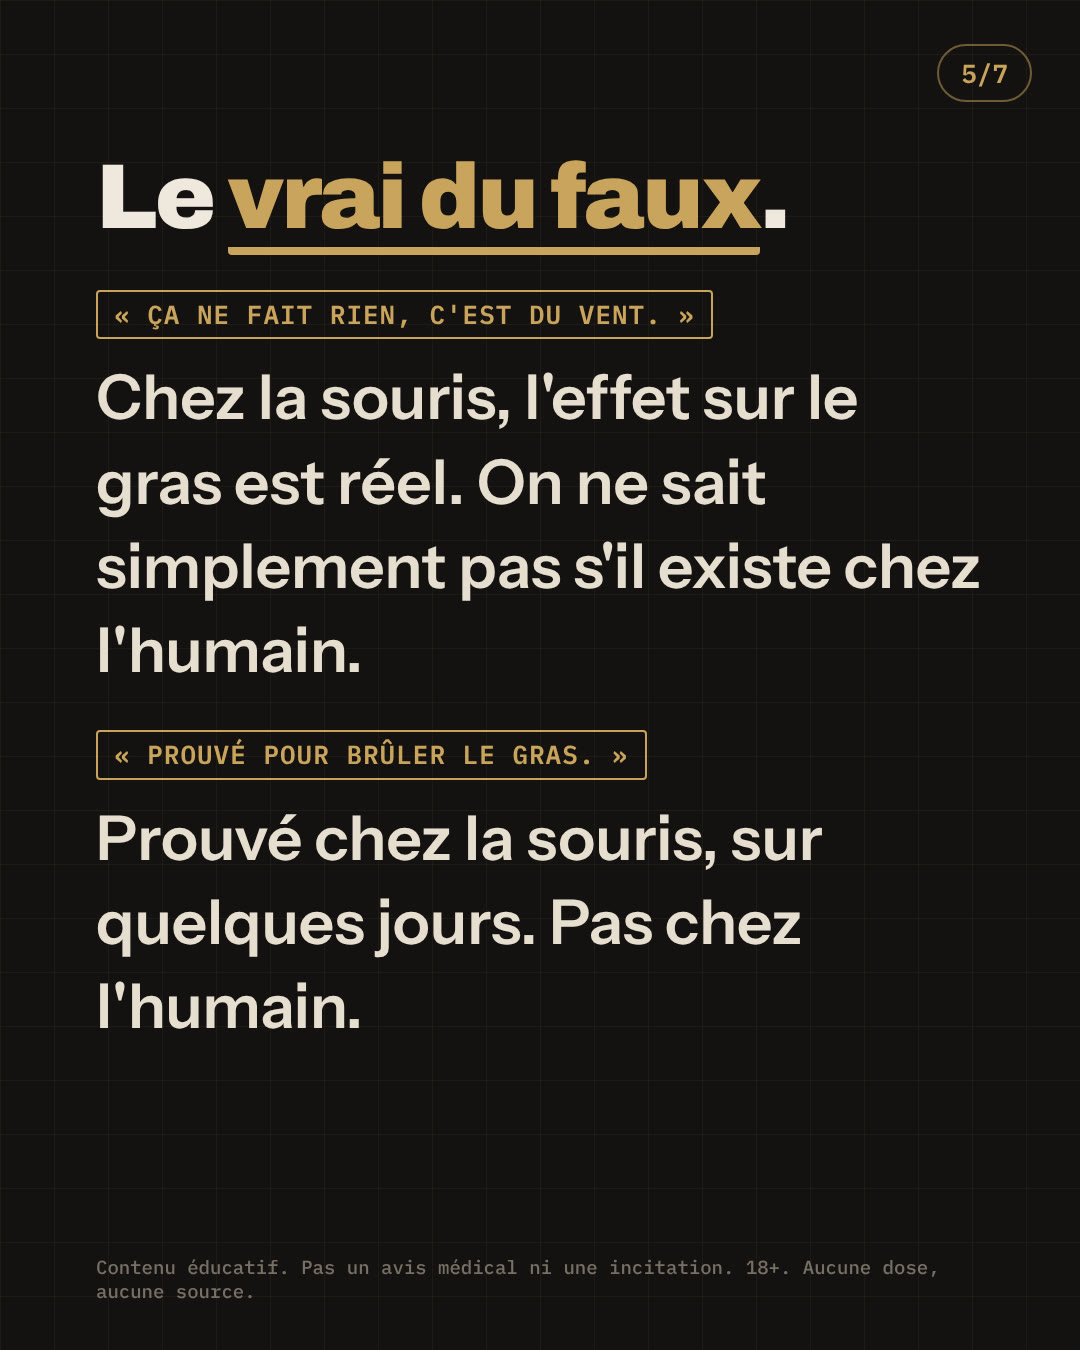 5/7
Le vrai du faux.
« ÇA NE FAIT RIEN, C'EST DU VENT. »
Chez la souris, l'effet sur le
gras est réel. On ne sait
simplement pas s'il existe chez
l'humain.
« PROUVÉ POUR BRÛLER LE GRAS. »
Prouvé chez la souris, sur
quelques jours. Pas chez
l'humain.
Contenu éducatif. Pas un avis médical ni une incitation. 18+. Aucune dose,
aucune source.